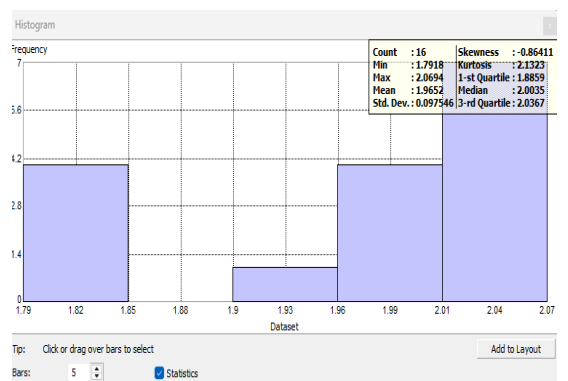 Histogram
Frequency
Count : 16 Skewness : -0.86411
Min : 1.7918 Kurtosis : 2.1323
Max : 2.0694 1-st Quartile : 1.8859
Mean : 1.9652 Median : 2.0035
Std. Dev. : 0.097546 3-rd Quartile : 2.0367
7
5.6
4.2
2.8
1.4
0
1.79 1.82 1.85 1.88 1.9 1.93 1.96 1.99 2.01 2.04 2.07
Dataset
Tip: Click or drag over bars to select
Add to Layout
Bars: 5 Statistics